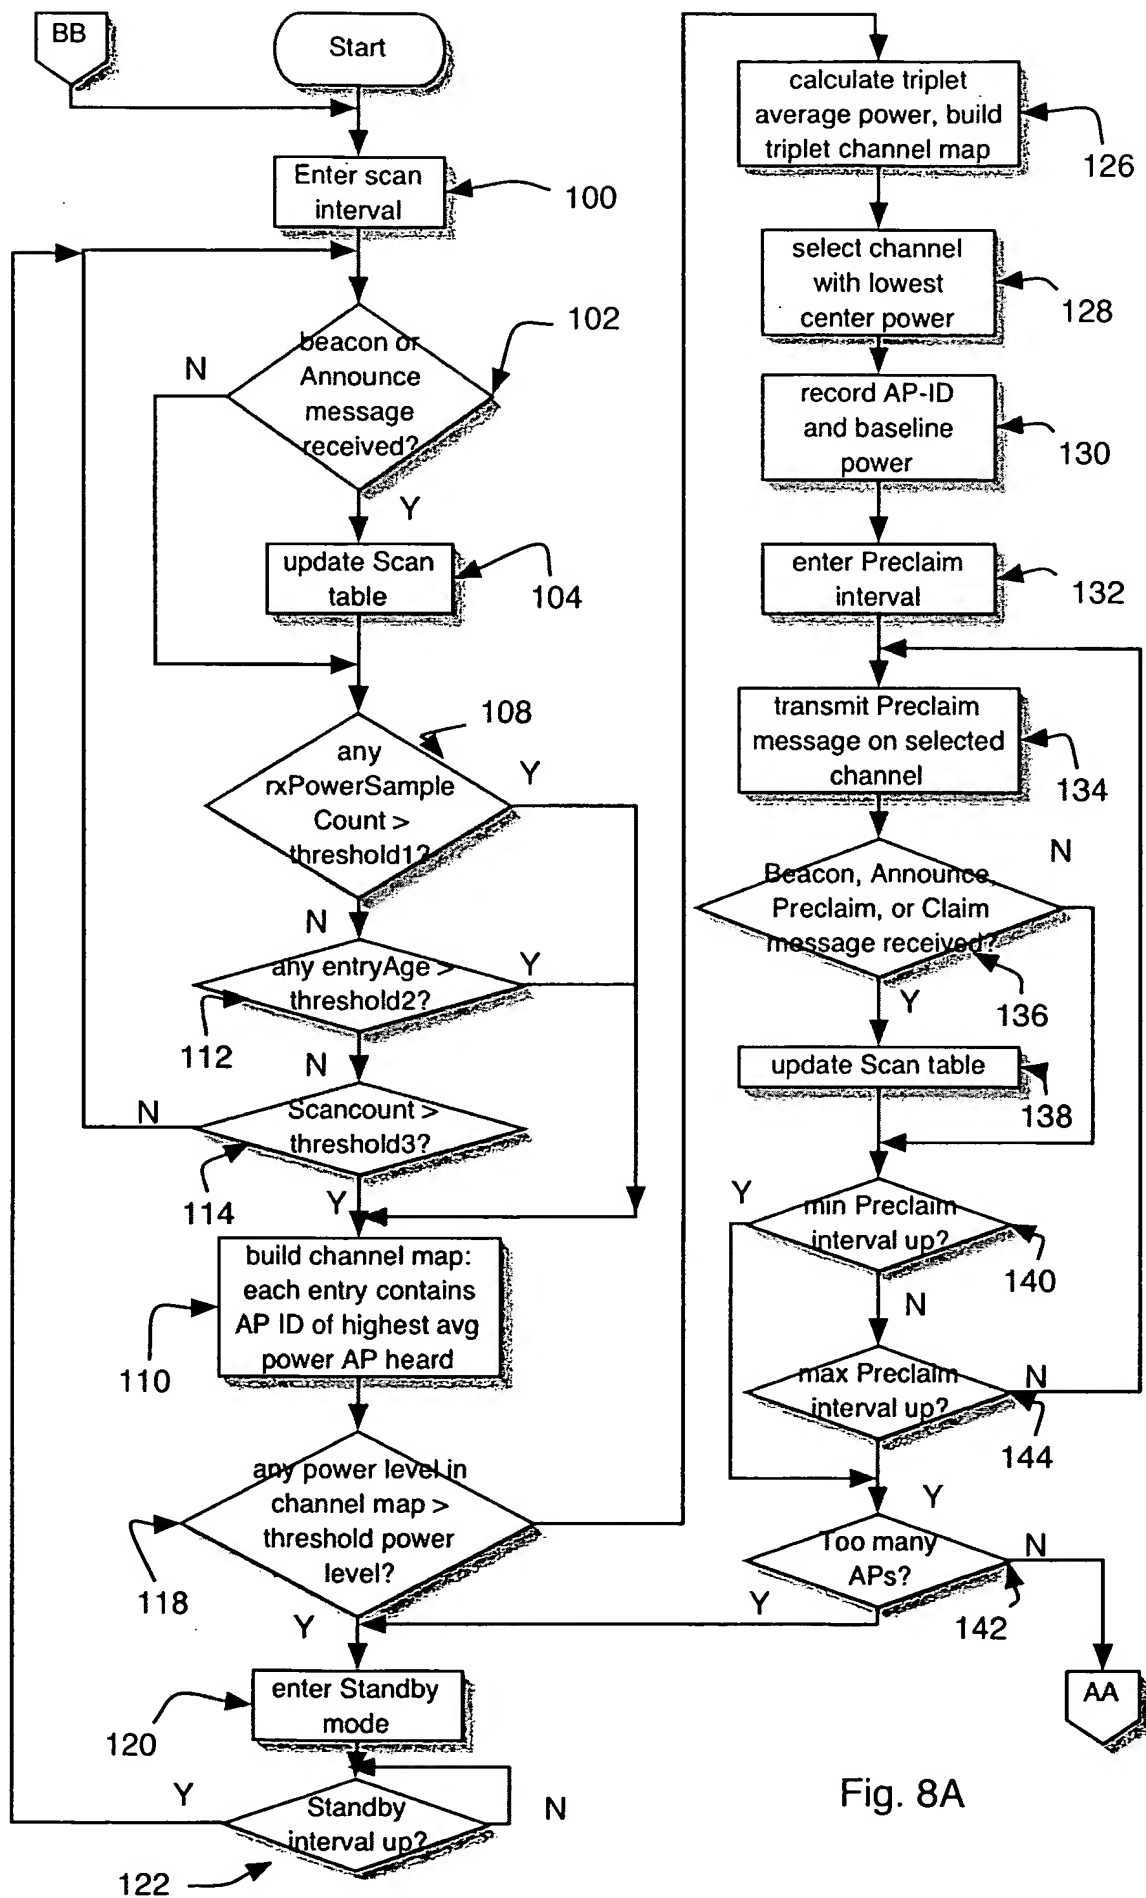 BB
Start
Enter scan
interval
100
beacon or
Announce
message
received?
102
N
Y
update Scan
table
104
any
rxPowerSample
Count >
threshold1?
108
Y
N
any entryAge >
threshold2?
Y
112
N
Scancount >
threshold3?
N
114
Y
build channel map:
each entry contains
AP ID of highest avg
power AP heard
110
any power level in
channel map >
threshold power
level?
118
Y
enter Standby
mode
120
Standby
interval up?
Y
N
122
calculate triplet
average power, build
triplet channel map
126
select channel
with lowest
center power
128
record AP-ID
and baseline
power
130
enter Preclaim
interval
132
transmit Preclaim
message on selected
channel
134
Beacon, Announce,
Preclaim, or Claim
message received?
N
136
Y
update Scan table
138
min Preclaim
interval up?
Y
140
N
max Preclaim
interval up?
N
144
Y
Too many
APs?
N
Y
142
AA
Fig. 8A